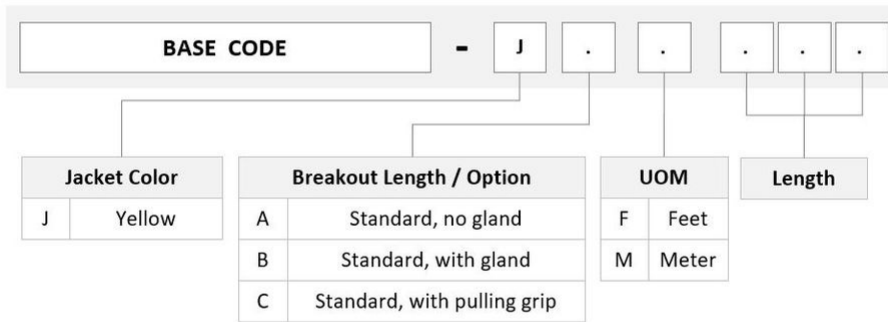 BASE CODE - J . . . . .
Jacket Color
J Yellow
Breakout Length / Option
A Standard, no gland
B Standard, with gland
C Standard, with pulling grip
UOM
F Feet
M Meter
Length